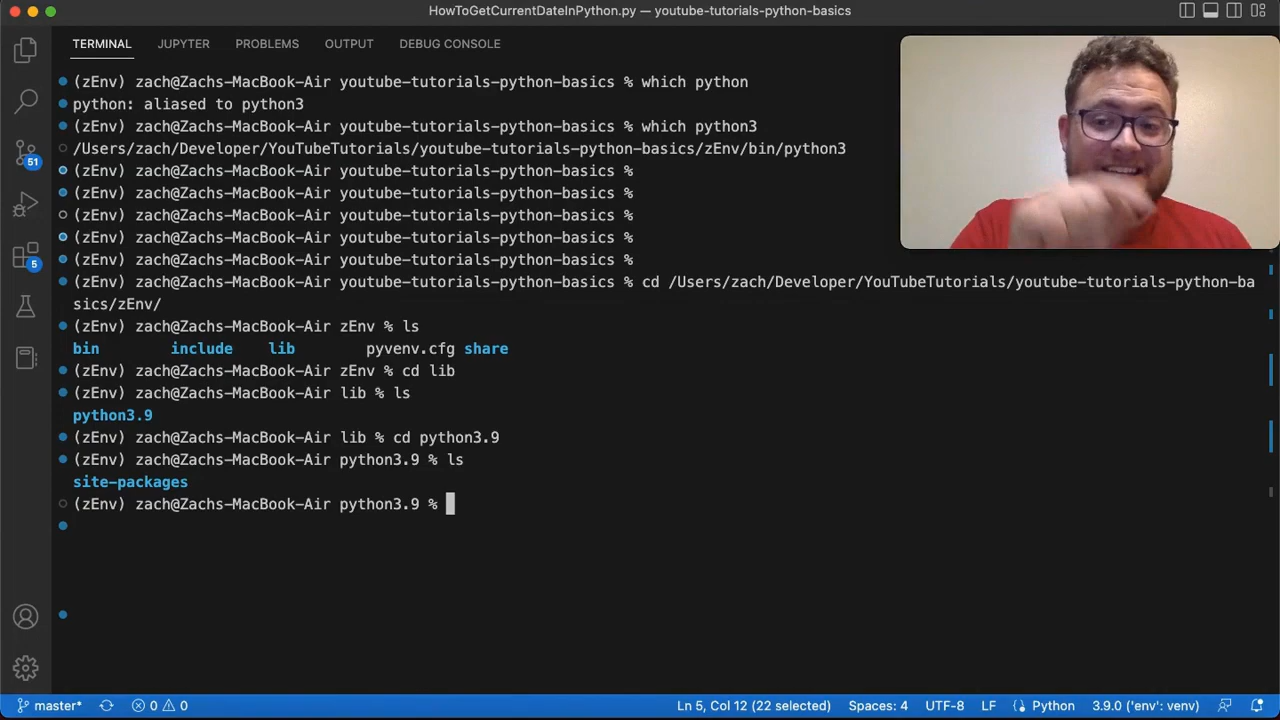 HowToGetCurrentDateInPython.py — youtube-tutorials-python-basics
TERMINAL JUPYTER PROBLEMS OUTPUT DEBUG CONSOLE
(zEnv) zach@Zachs-MacBook-Air youtube-tutorials-python-basics % which python
python: aliased to python3
(zEnv) zach@Zachs-MacBook-Air youtube-tutorials-python-basics % which python3
/Users/zach/Developer/YouTubeTutorials/youtube-tutorials-python-basics/zEnv/bin/python3
(zEnv) zach@Zachs-MacBook-Air youtube-tutorials-python-basics %
(zEnv) zach@Zachs-MacBook-Air youtube-tutorials-python-basics %
(zEnv) zach@Zachs-MacBook-Air youtube-tutorials-python-basics %
(zEnv) zach@Zachs-MacBook-Air youtube-tutorials-python-basics %
(zEnv) zach@Zachs-MacBook-Air youtube-tutorials-python-basics %
(zEnv) zach@Zachs-MacBook-Air youtube-tutorials-python-basics % cd /Users/zach/Developer/YouTubeTutorials/youtube-tutorials-python-ba
sics/zEnv/
(zEnv) zach@Zachs-MacBook-Air zEnv % ls
bin include lib pyvenv.cfg share
(zEnv) zach@Zachs-MacBook-Air zEnv % cd lib
(zEnv) zach@Zachs-MacBook-Air lib % ls
python3.9
(zEnv) zach@Zachs-MacBook-Air lib % cd python3.9
(zEnv) zach@Zachs-MacBook-Air python3.9 % ls
site-packages
(zEnv) zach@Zachs-MacBook-Air python3.9 %
51
5
master* 0 0 Ln 5, Col 12 (22 selected) Spaces: 4 UTF-8 LF Python 3.9.0 ('env': venv)